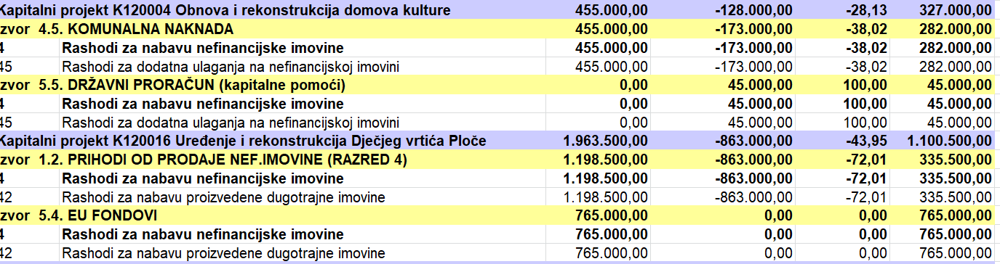 Kapitalni projekt K120004 Obnova i rekonstrukcija domova kulture 455.000,00 -128.000,00 -28,13 327.000,00
zvor 4.5. KOMUNALNA NAKNADA 455.000,00 -173.000,00 -38,02 282.000,00
4 Rashodi za nabavu nefinancijske imovine 455.000,00 -173.000,00 -38,02 282.000,00
45 Rashodi za dodatna ulaganja na nefinancijskoj imovini 455.000,00 -173.000,00 -38,02 282.000,00
zvor 5.5. DRŽAVNI PRORAČUN (kapitalne pomoći) 0,00 45.000,00 100,00 45.000,00
4 Rashodi za nabavu nefinancijske imovine 0,00 45.000,00 100,00 45.000,00
45 Rashodi za dodatna ulaganja na nefinancijskoj imovini 0,00 45.000,00 100,00 45.000,00
Kapitalni projekt K120016 Uređenje i rekonstrukcija Dječjeg vrtića Ploče 1.963.500,00 -863.000,00 -43,95 1.100.500,00
zvor 1.2. PRIHODI OD PRODAJE NEF.IMOVINE (RAZRED 4) 1.198.500,00 -863.000,00 -72,01 335.500,00
4 Rashodi za nabavu nefinancijske imovine 1.198.500,00 -863.000,00 -72,01 335.500,00
42 Rashodi za nabavu proizvedene dugotrajne imovine 1.198.500,00 -863.000,00 -72,01 335.500,00
zvor 5.4. EU FONDOVI 765.000,00 0,00 0,00 765.000,00
4 Rashodi za nabavu nefinancijske imovine 765.000,00 0,00 0,00 765.000,00
42 Rashodi za nabavu proizvedene dugotrajne imovine 765.000,00 0,00 0,00 765.000,00